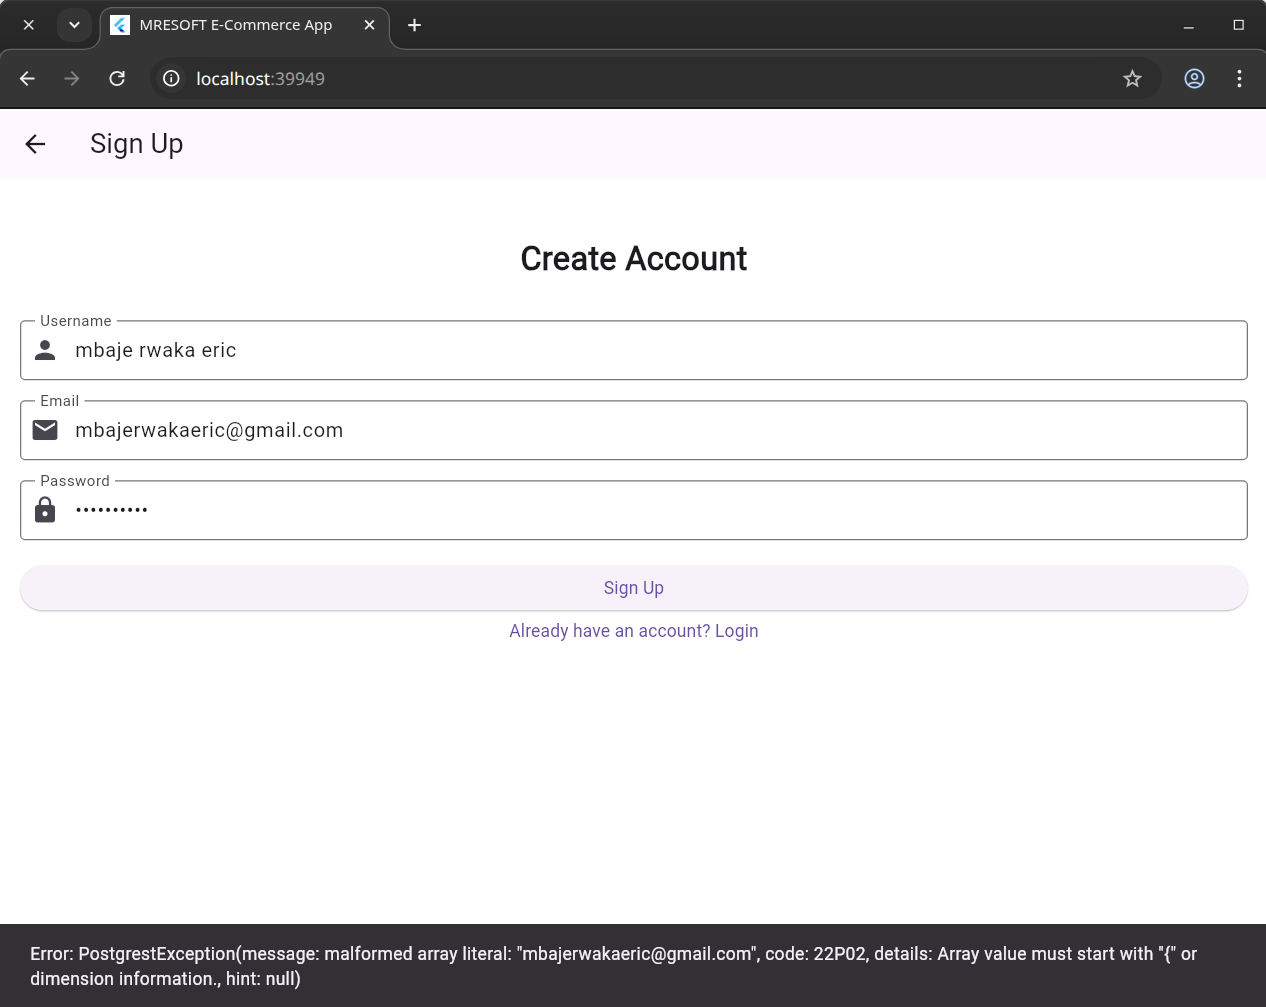 MRESOFT E-Commerce App
localhost:39949
Sign Up
Create Account
Username
mbaje rwaka eric
Email
mbajerwakaeric@gmail.com
Password
••••••••••
Sign Up
Already have an account? Login
Error: PostgrestException(message: malformed array literal: "mbajerwakaeric@gmail.com", code: 22P02, details: Array value must start with "{" or
dimension information., hint: null)